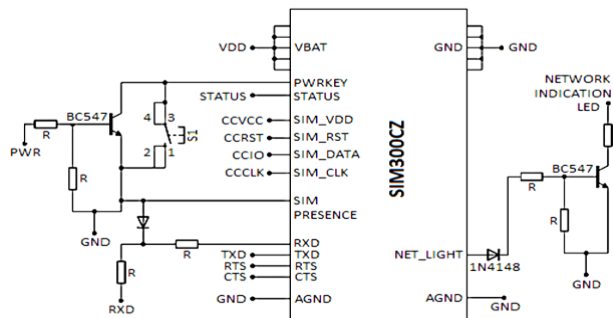 VDD
VBAT
GND
GND
PWRKEY
STATUS
STATUS
NETWORK
INDICATION
LED
BC547
4
3
S1
2
1
R
PWR
R
GND
CCVCC
SIM_VDD
CCRST
SIM_RST
CCIO
SIM_DATA
CCCLK
SIM_CLK
SIM300CZ
SIM
PRESENCE
BC547
R
R
GND
RXD
R
R
RXD
TXD
TXD
RTS
RTS
CTS
CTS
GND
AGND
NET_LIGHT
1N4148
AGND
GND